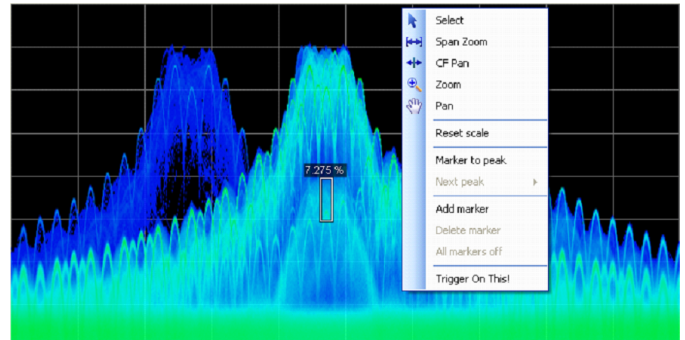 Select
Span Zoom
CF Pan
Zoom
Pan
Reset scale
Marker to peak
7.275 %
Next peak
Add marker
Delete marker
All markers off
Trigger On This!